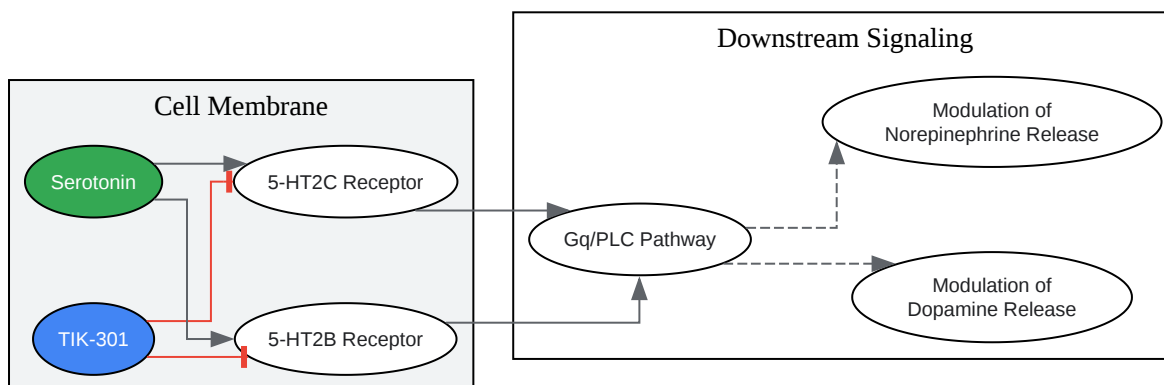 Downstream Signaling
Cell Membrane
Modulation of
Norepinephrine Release
Serotonin
5-HT2C Receptor
Gq/PLC Pathway
Modulation of
Dopamine Release
TIK-301
5-HT2B Receptor